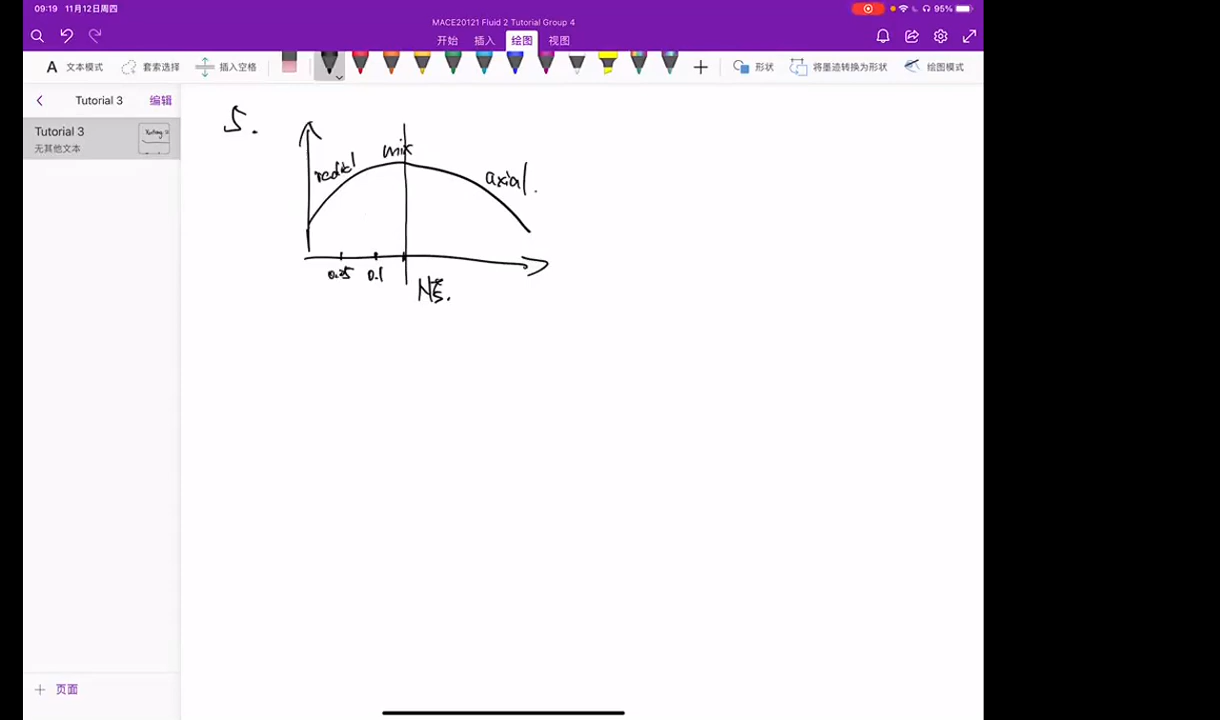 09:19 11月12日周四
95%
MACE20121 Fluid 2 Tutorial Group 4
开始 插入 绘图 视图
文本模式 套索选择 插入空格 形状 将墨迹转换为形状 绘图模式
Tutorial 3 编辑
Tutorial 3
无其他文本
5.
mix
axial.
0.25 0.1
页面